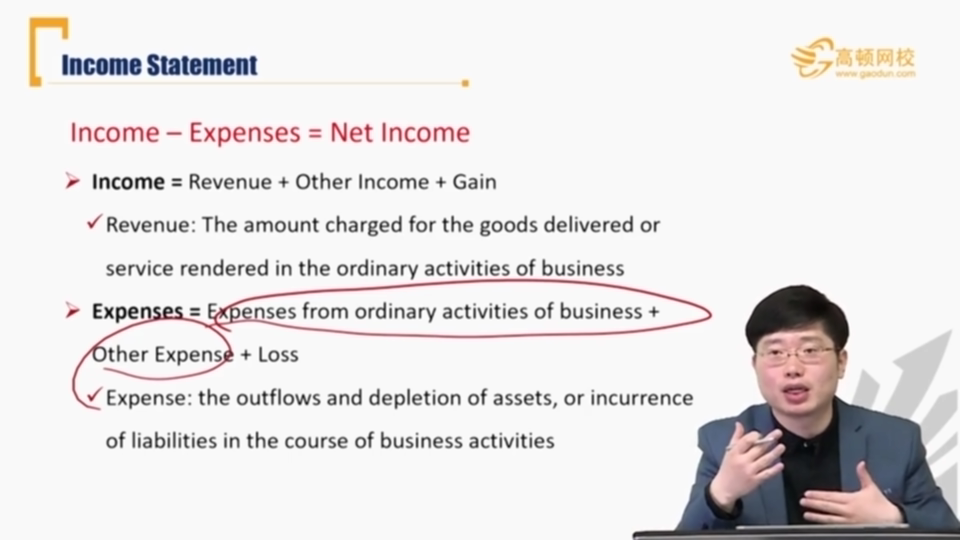 Income Statement
高顿网校
www.gaodun.com
Income – Expenses = Net Income
Income = Revenue + Other Income + Gain
Revenue: The amount charged for the goods delivered or
service rendered in the ordinary activities of business
Expenses = Expenses from ordinary activities of business +
Other Expense + Loss
Expense: the outflows and depletion of assets, or incurrence
of liabilities in the course of business activities